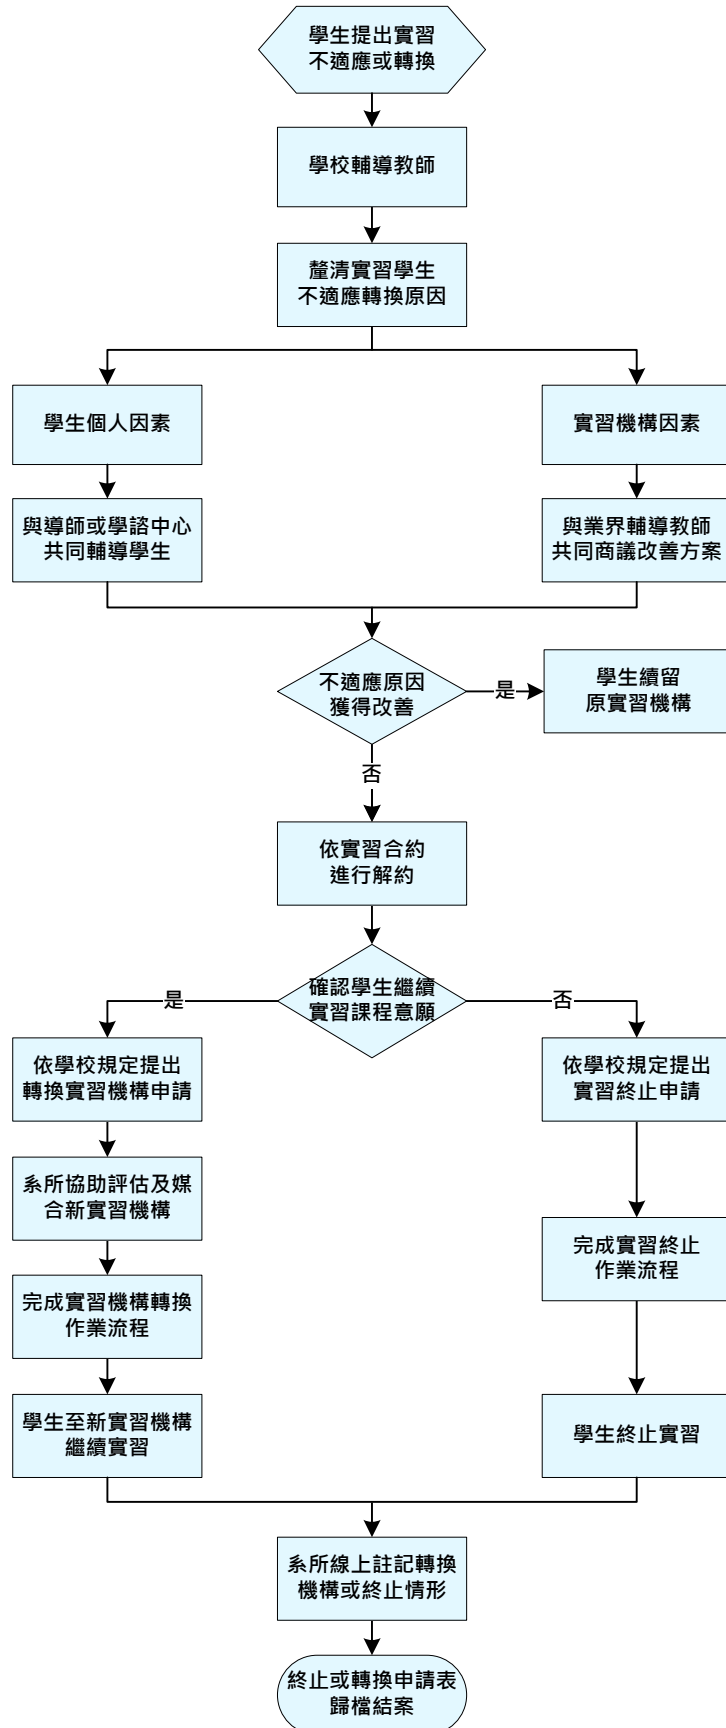 學生提出實習
不適應或轉換
學校輔導教師
釐清實習學生
不適應轉換原因
學生個人因素
實習機構因素
與導師或學諮中心
共同輔導學生
與業界輔導教師
共同商議改善方案
不適應原因
獲得改善
是
學生續留
原實習機構
否
依實習合約
進行解約
確認學生繼續
實習課程意願
是
否
依學校規定提出
轉換實習機構申請
依學校規定提出
實習終止申請
系所協助評估及媒
合新實習機構
完成實習終止
作業流程
完成實習機構轉換
作業流程
學生至新實習機構
繼續實習
學生終止實習
系所線上註記轉換
機構或終止情形
終止或轉換申請表
歸檔結案